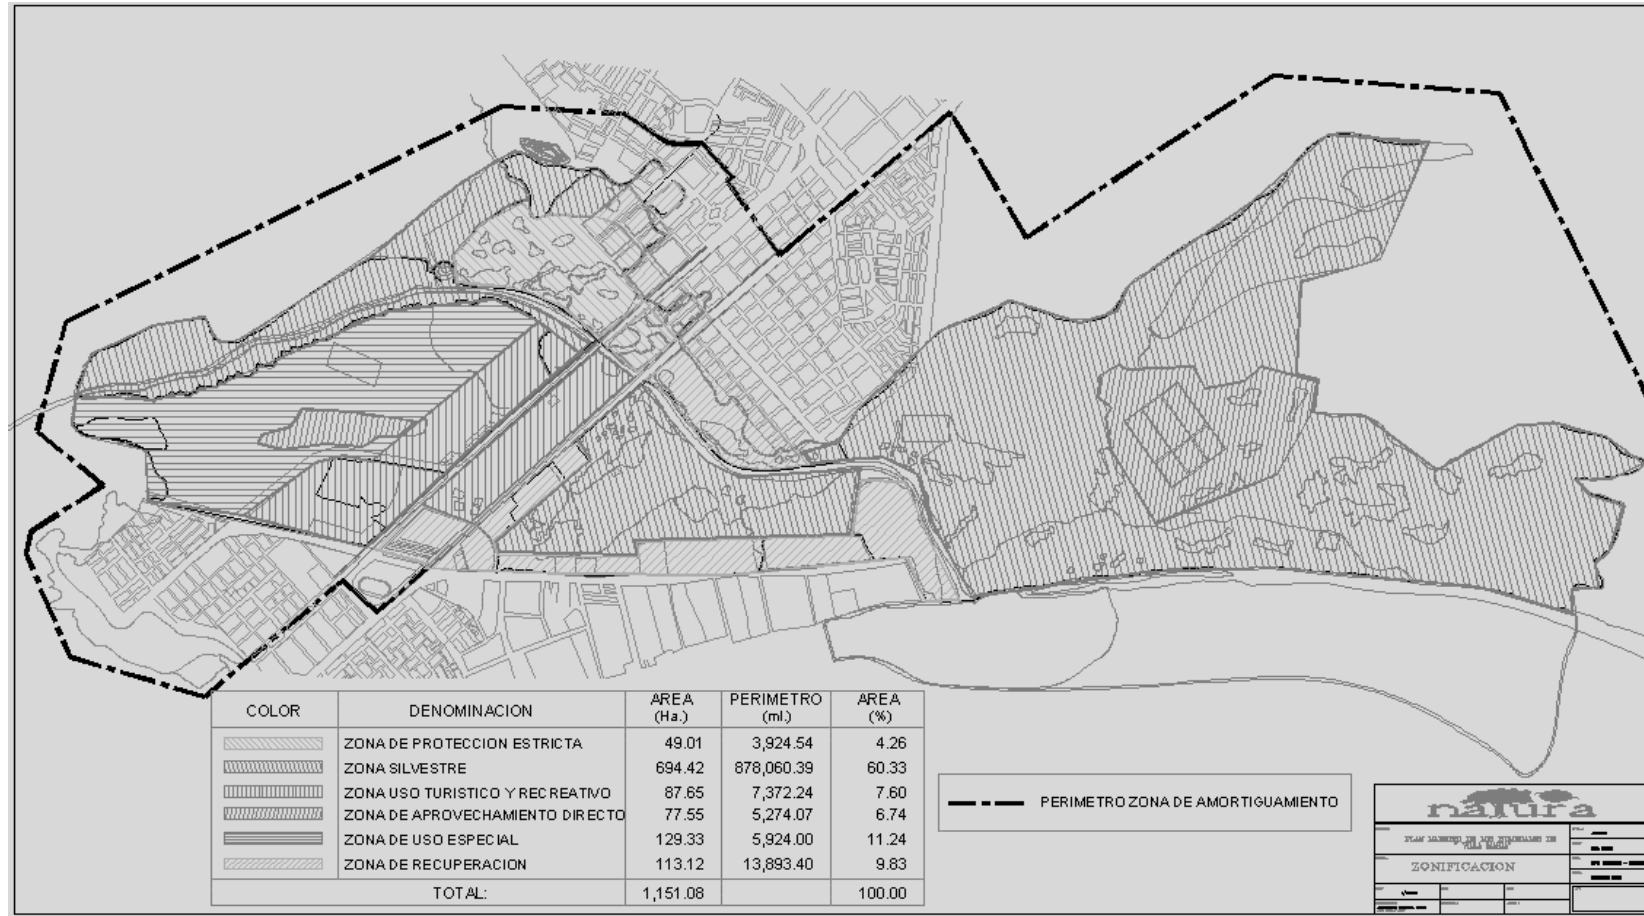 COLOR DENOMINACION AREA (Ha.) PERIMETRO (ml.) AREA (%)
ZONA DE PROTECCION ESTRICTA 49.01 3,924.54 4.26
ZONA SILVESTRE 694.42 878,060.39 60.33
ZONA USO TURISTICO Y RECREATIVO 87.65 7,372.24 7.60
ZONA DE APROVECHAMIENTO DIRECTO 77.55 5,274.07 6.74
ZONA DE USO ESPECIAL 129.33 5,924.00 11.24
ZONA DE RECUPERACION 113.12 13,893.40 9.83
TOTAL: 1,151.08 100.00
PERIMETRO ZONA DE AMORTIGUAMIENTO
natura
ZONIFICACION